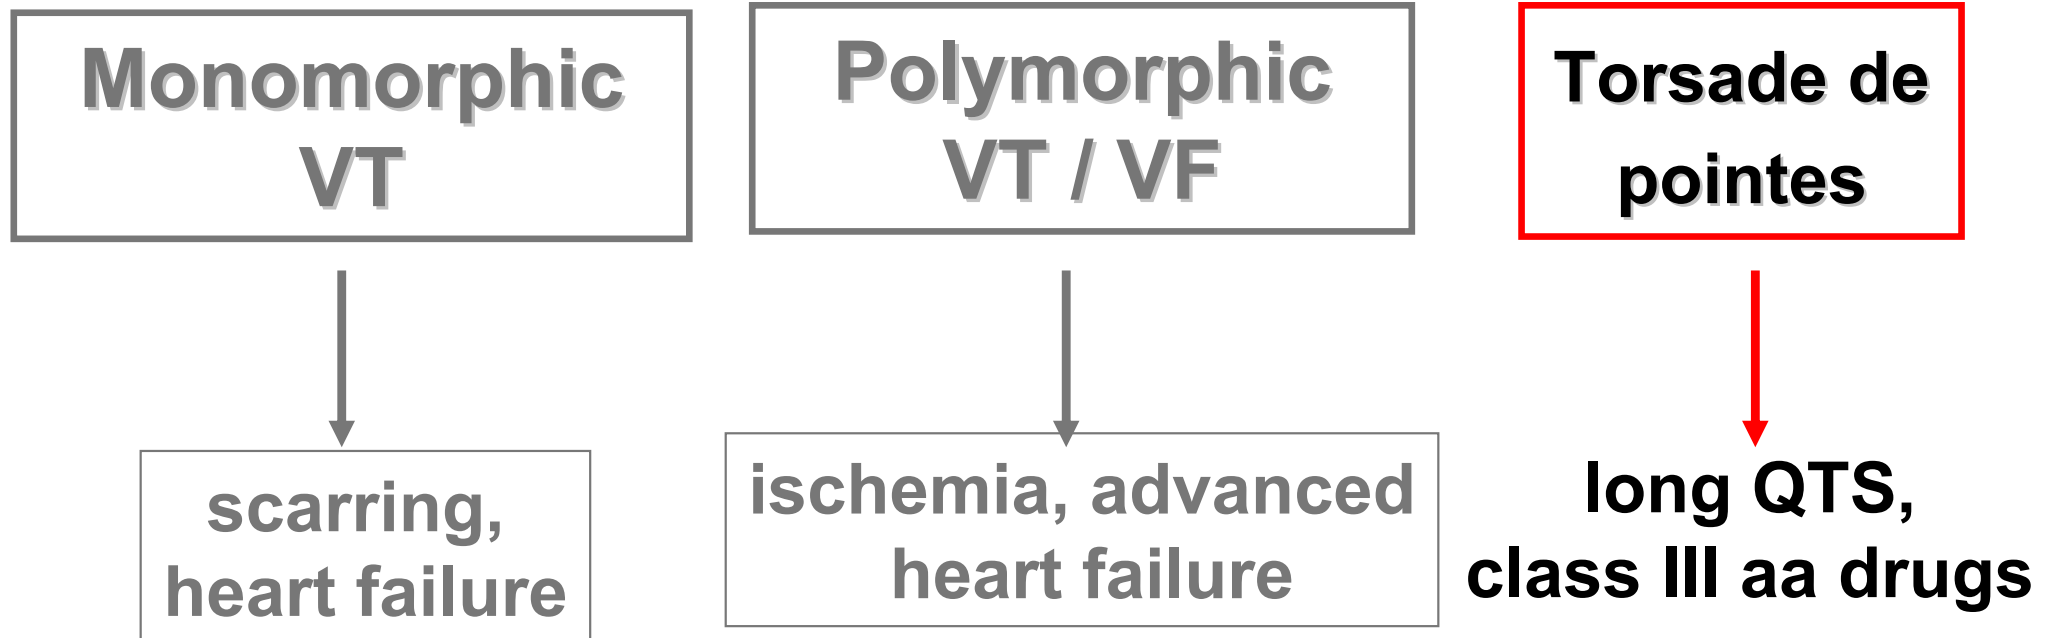 Monomorphic
VT
Polymorphic
VT / VF
Torsade de
pointes
scarring,
heart failure
ischemia, advanced
heart failure
long QTS,
class III aa drugs